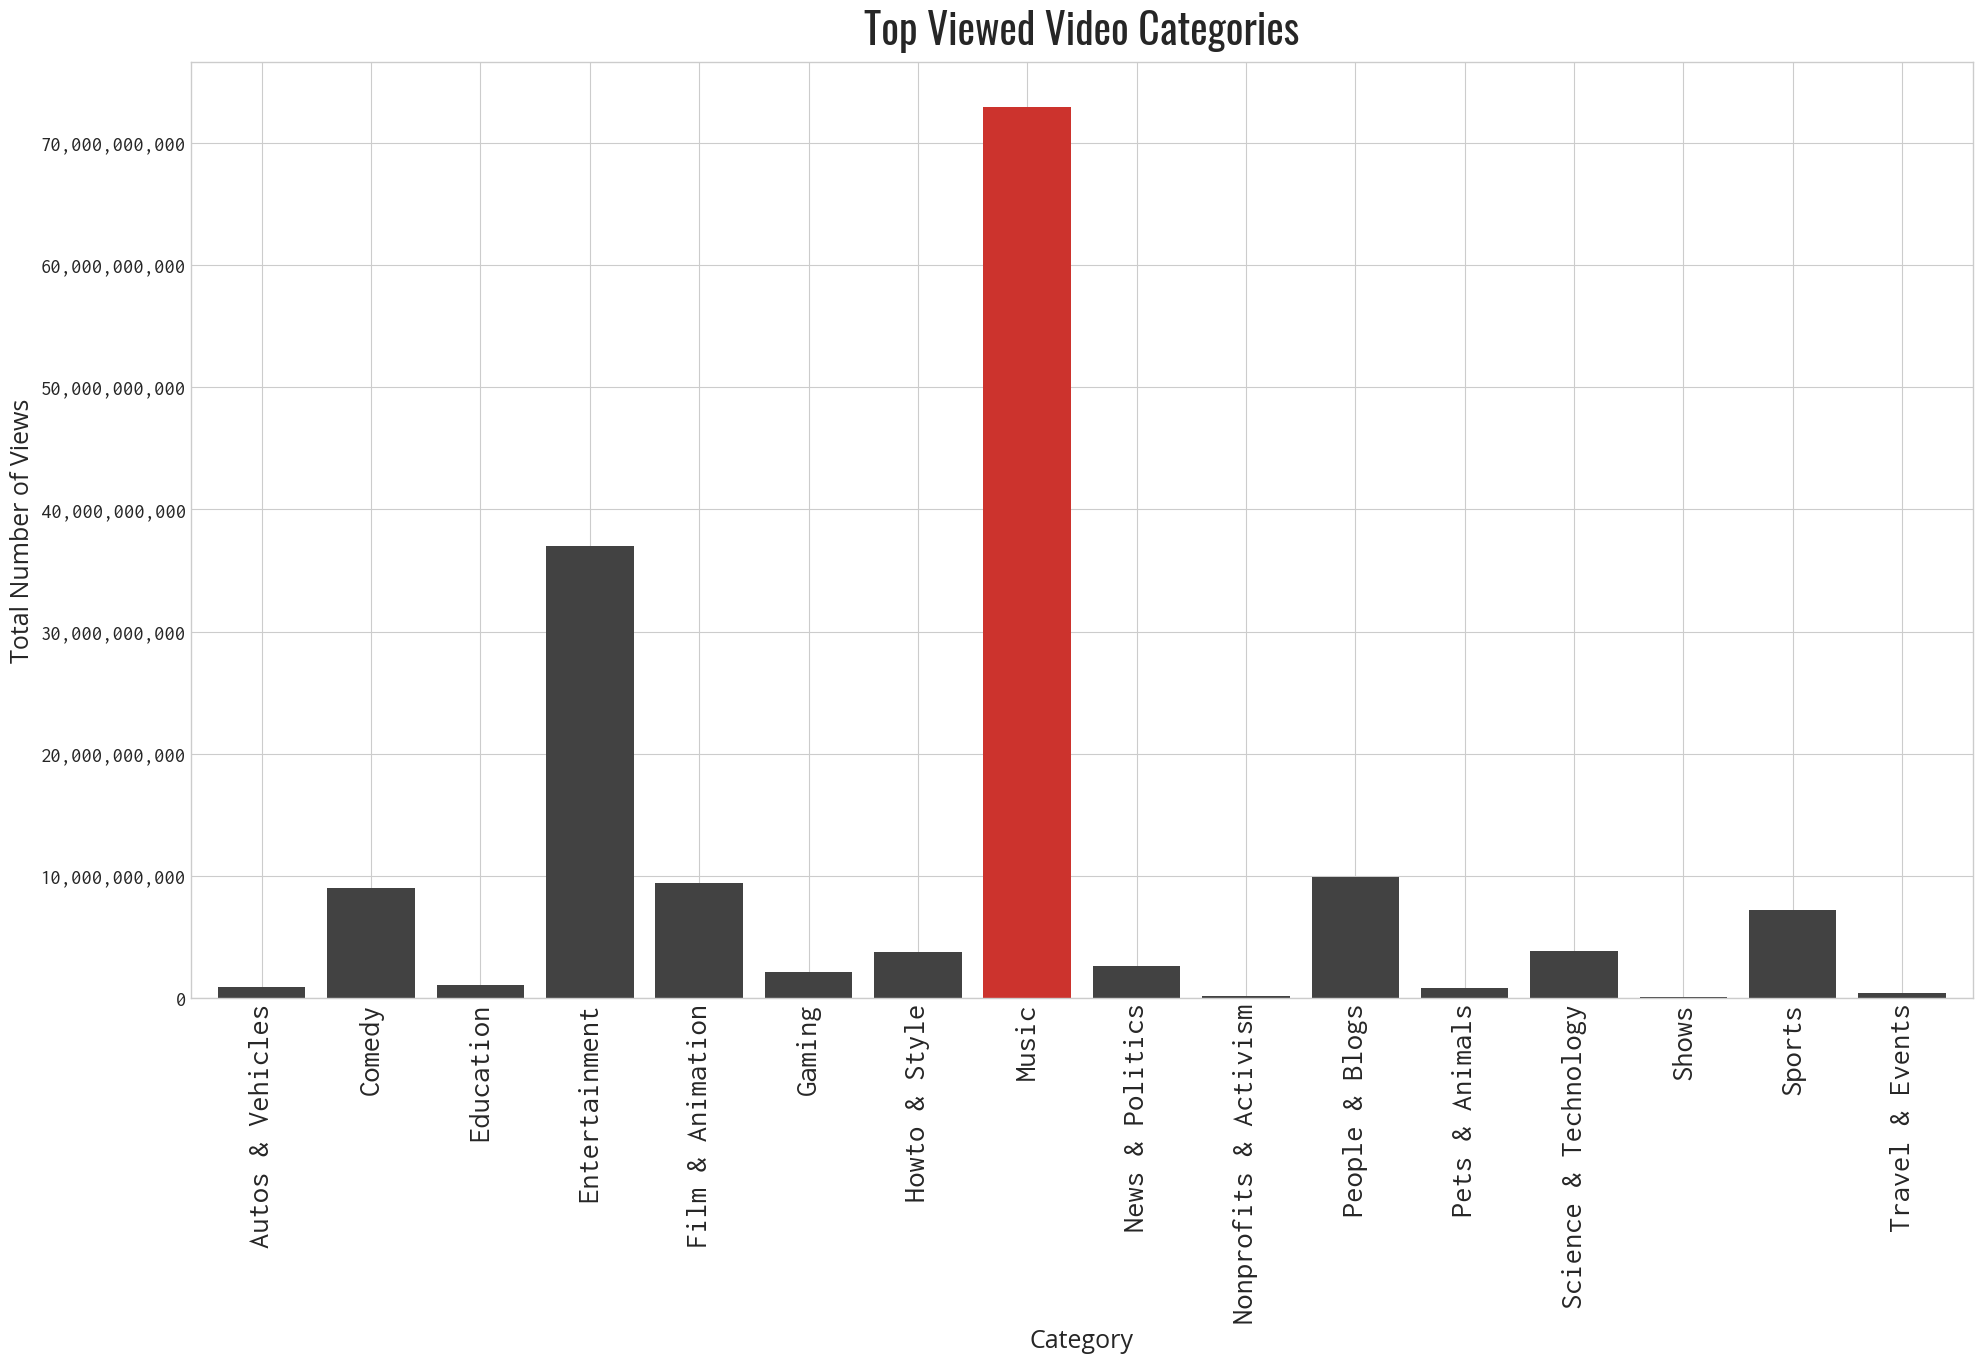 Top Viewed Video Categories
Total Number of Views
70,000,000,000
60,000,000,000
50,000,000,000
40,000,000,000
30,000,000,000
20,000,000,000
10,000,000,000
0
Autos & Vehicles
Comedy
Education
Entertainment
Film & Animation
Gaming
Howto & Style
Music
News & Politics
Nonprofits & Activism
People & Blogs
Pets & Animals
Science & Technology
Shows
Sports
Travel & Events
Category